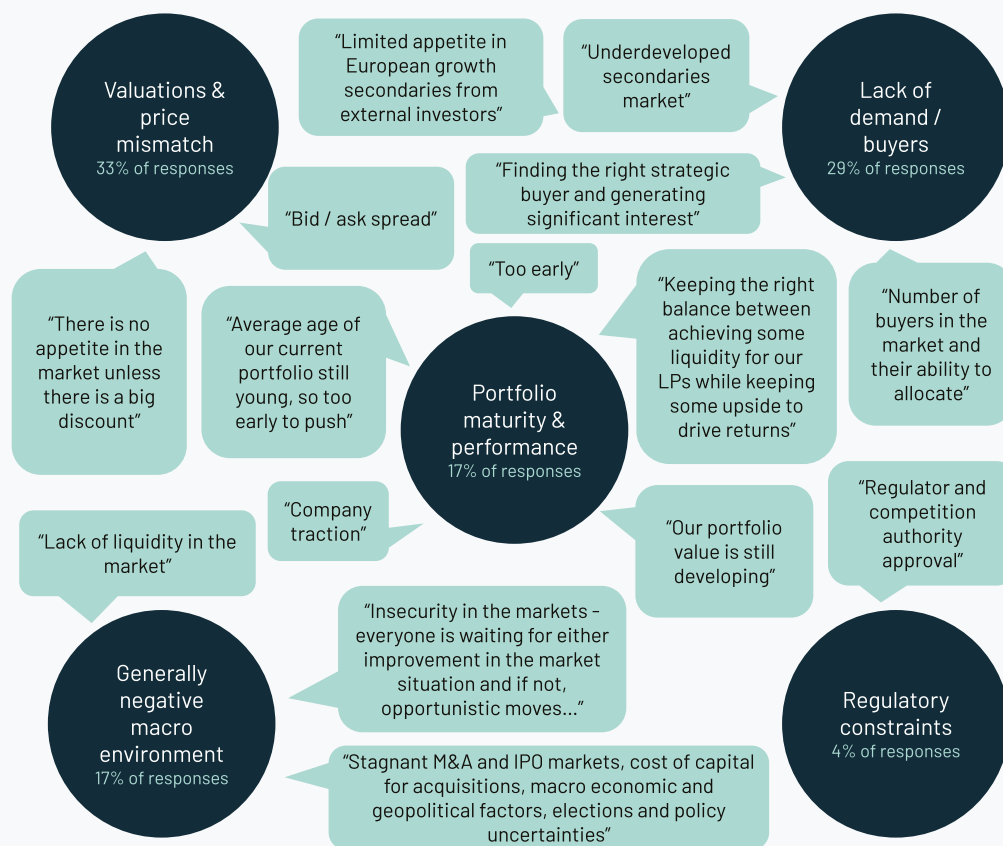 Valuations &
price
mismatch
33% of responses
“Limited appetite in
European growth
secondaries from
external investors”
“Underdeveloped
secondaries
market”
Lack of
demand /
buyers
29% of responses
“Finding the right strategic
buyer and generating
significant interest”
“Bid / ask spread”
“Too early”
“There is no
appetite in the
market unless
there is a big
discount”
“Average age of
our current
portfolio still
young, so too
early to push”
“Keeping the right
balance between
achieving some
liquidity for our
LPs while keeping
some upside to
drive returns”
“Number of
buyers in the
market and
their ability to
allocate”
Portfolio
maturity &
performance
17% of responses
“Company
traction”
“Our portfolio
value is still
developing”
“Regulator and
competition
authority
approval”
“Lack of liquidity in the
market”
“Insecurity in the markets -
everyone is waiting for either
improvement in the market
situation and if not,
opportunistic moves...”
Generally
negative
macro
environment
17% of responses
Regulatory
constraints
4% of responses
“Stagnant M&A and IPO markets, cost of capital
for acquisitions, macro economic and
geopolitical factors, elections and policy
uncertainties”